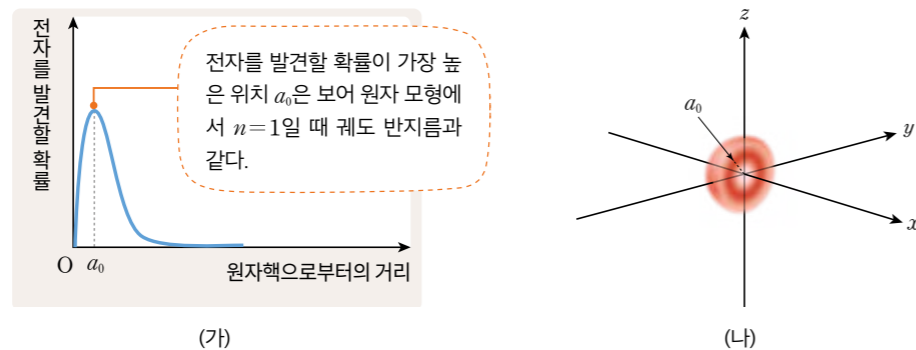 전자를 발견할 확률
전자를 발견할 확률이 가장 높
은 위치 a₀은 보어 원자 모형에
서 n=1일 때 궤도 반지름과
같다.
O
a₀
원자핵으로부터의 거리
(가)
z
a₀
y
x
(나)